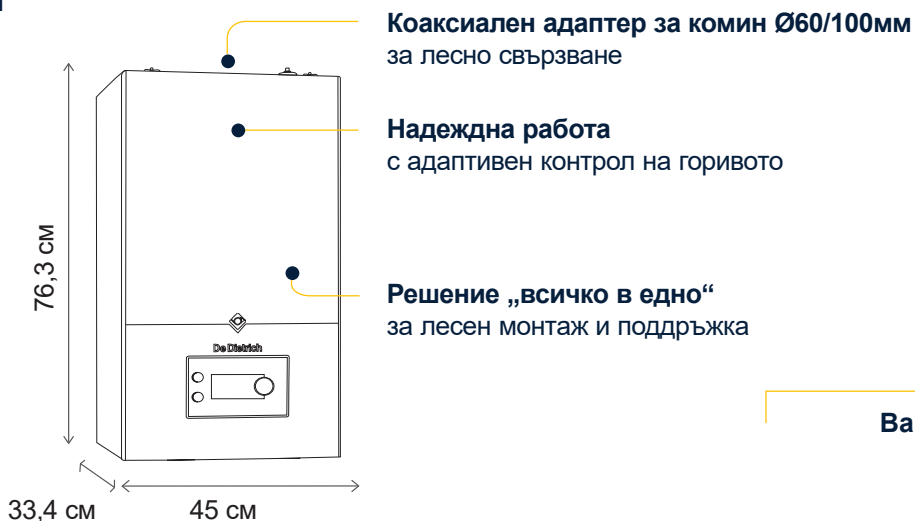 Коаксиален адаптер за комин Ø60/100мм
за лесно свързване
Надеждна работа
с адаптивен контрол на горивото
76,3 см
Решение „всичко в едно“
за лесен монтаж и поддръжка
De Dietrich
Ва
33,4 см
45 см